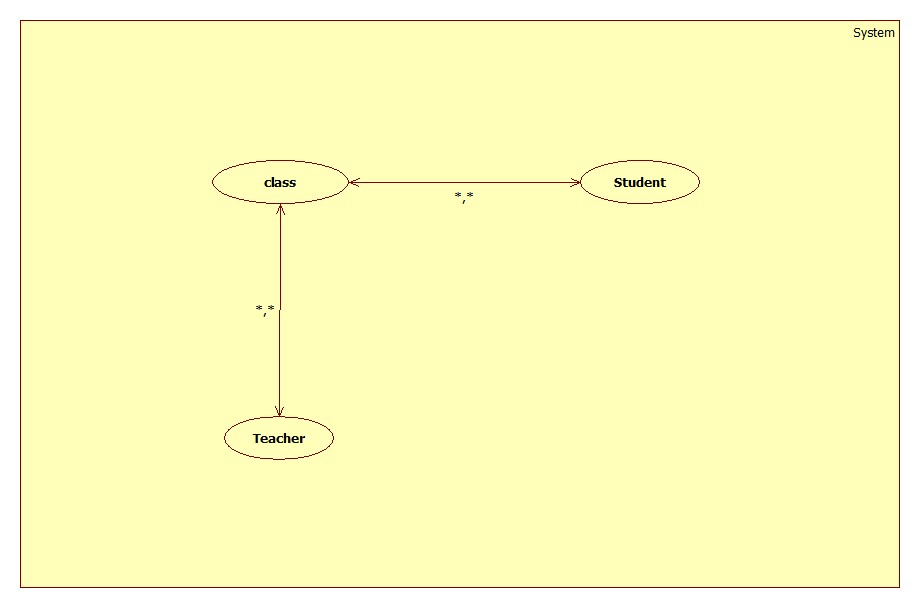 System
class
Student
*,*
*,*
Teacher